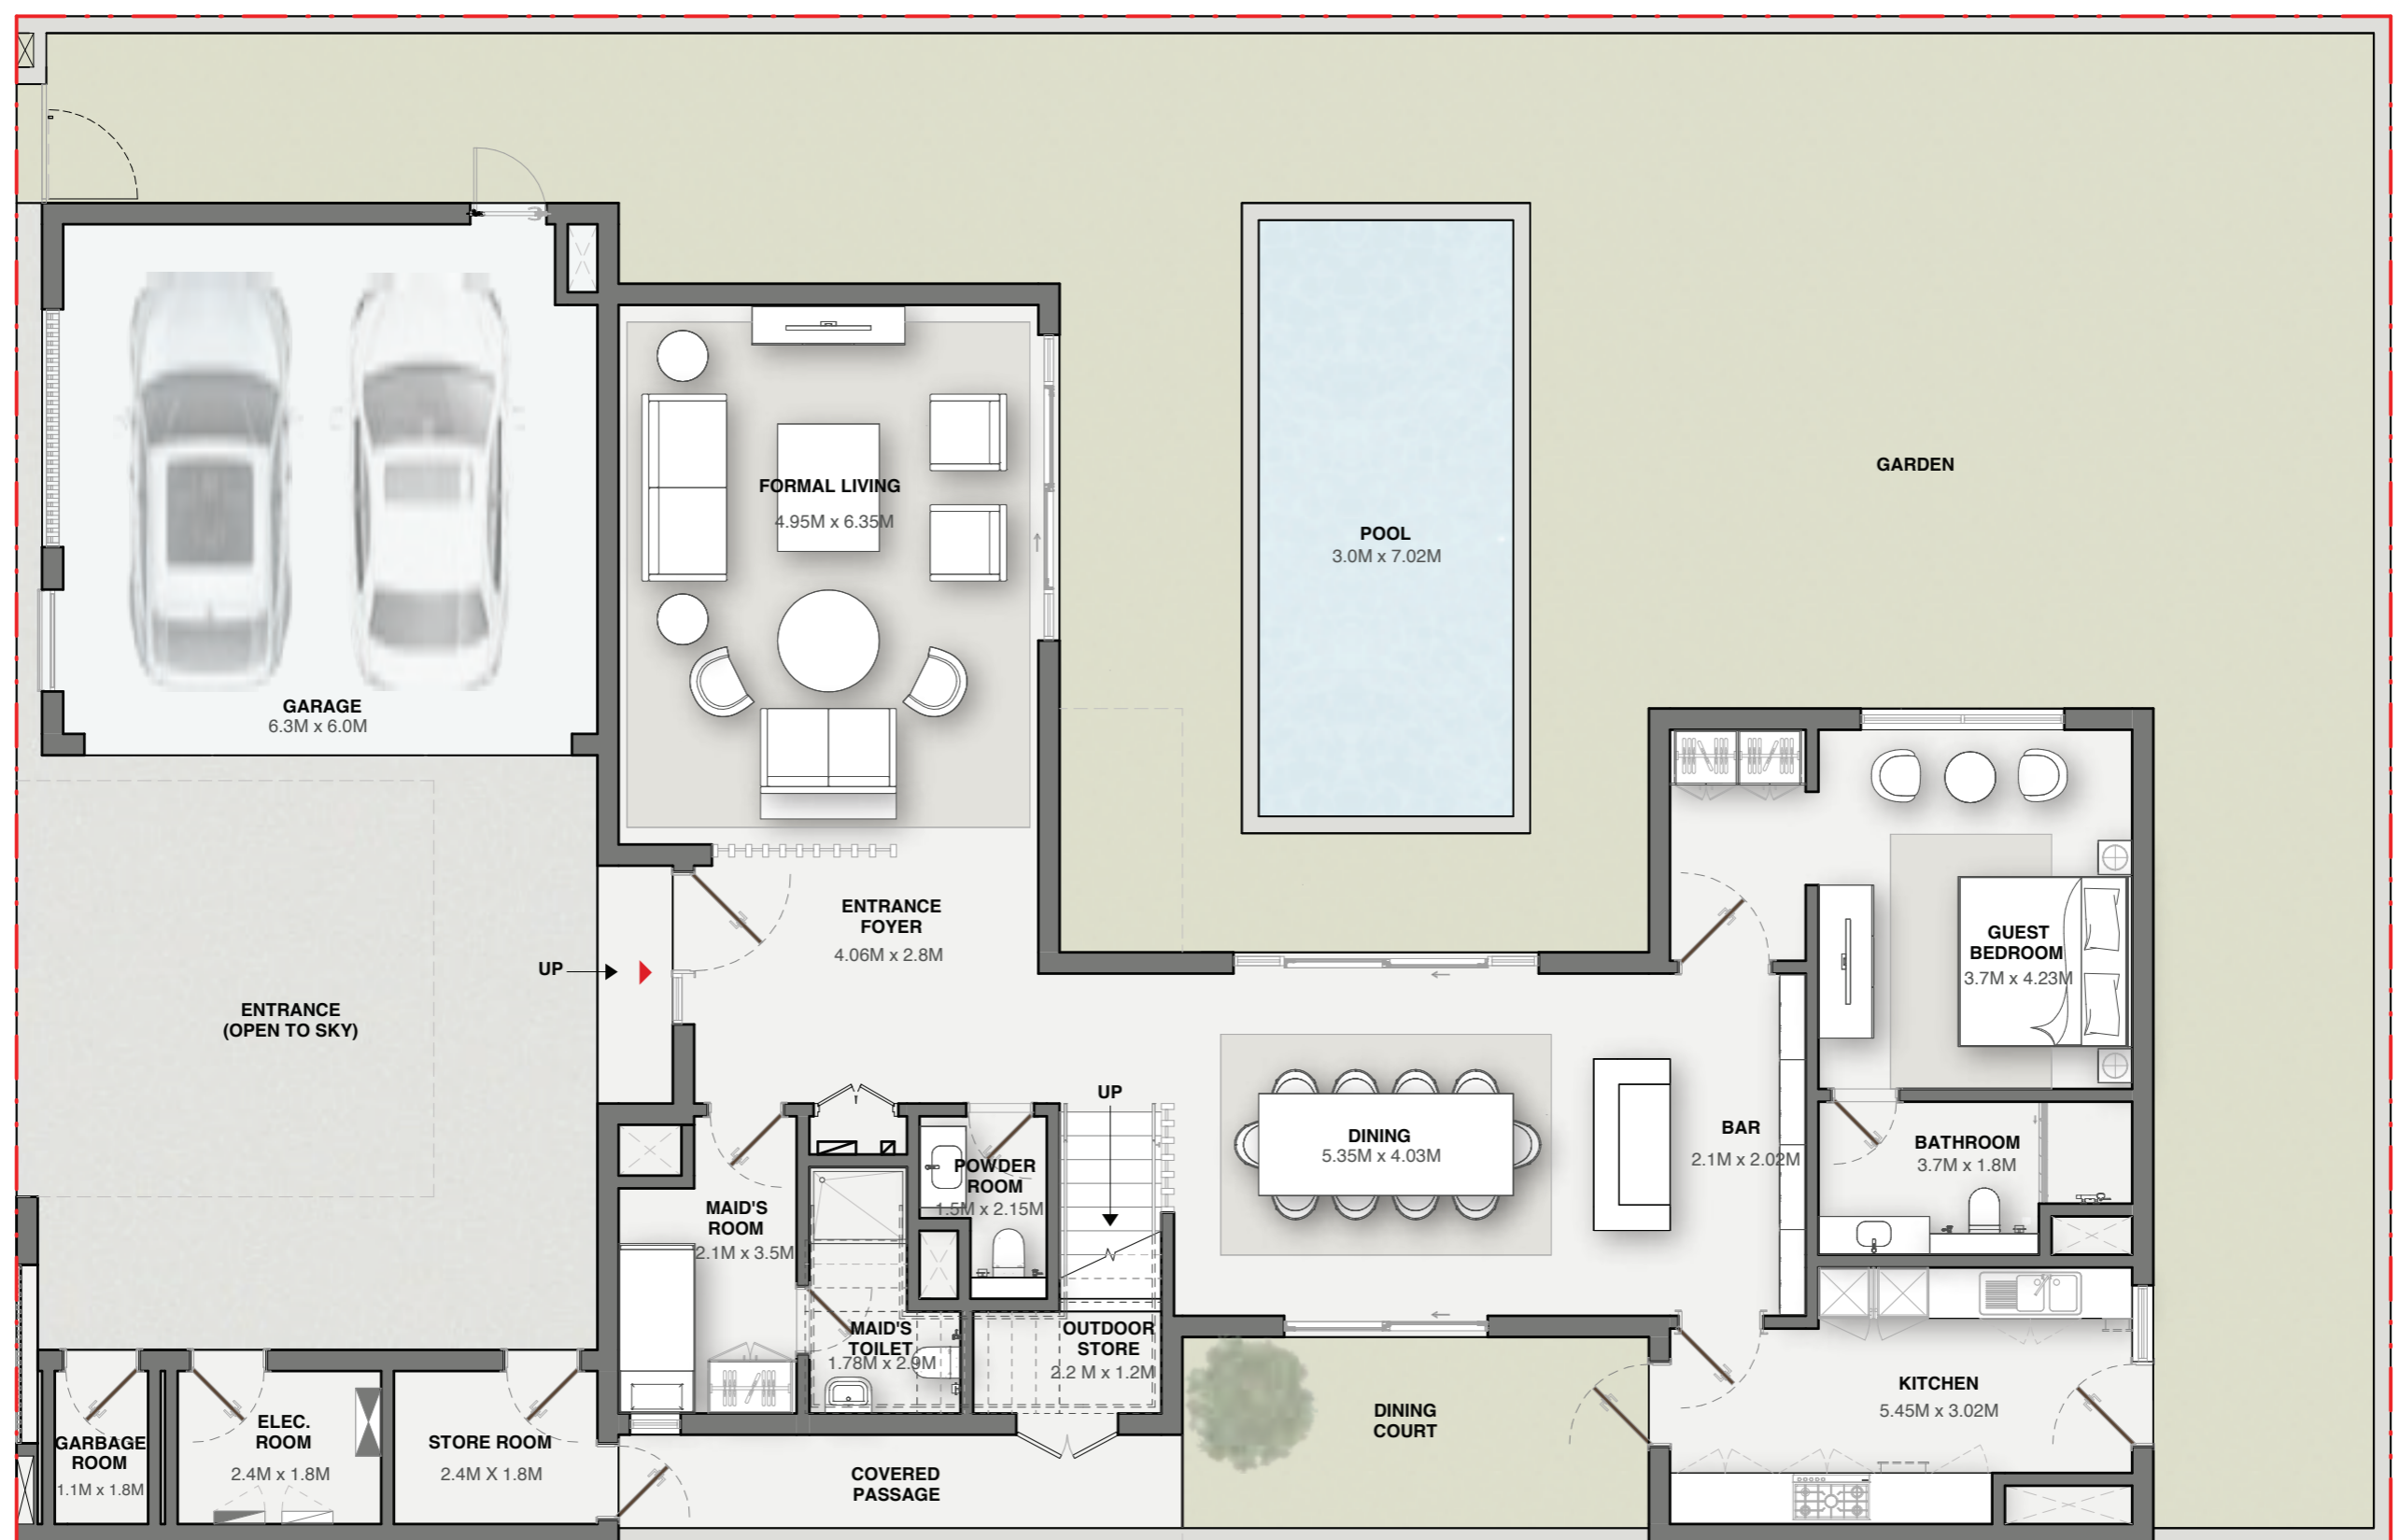 GARDEN
FORMAL LIVING
4.95M x 6.35M
POOL
3.0M x 7.02M
GARAGE
6.3M x 6.0M
ENTRANCE
FOYER
4.06M x 2.8M
UP
ENTRANCE
(OPEN TO SKY)
GUEST
BEDROOM
3.7M x 4.23M
UP
DINING
5.35M x 4.03M
BAR
2.1M x 2.02M
BATHROOM
3.7M x 1.8M
POWDER
ROOM
1.5M x 2.15M
MAID'S
ROOM
2.1M x 3.5M
MAID'S
TOILET
1.78M x 2.9M
OUTDOOR
STORE
2.2 M x 1.2M
KITCHEN
5.45M x 3.02M
DINING
COURT
GARBAGE
ROOM
1.1M x 1.8M
ELEC.
ROOM
2.4M x 1.8M
STORE ROOM
2.4M X 1.8M
COVERED
PASSAGE